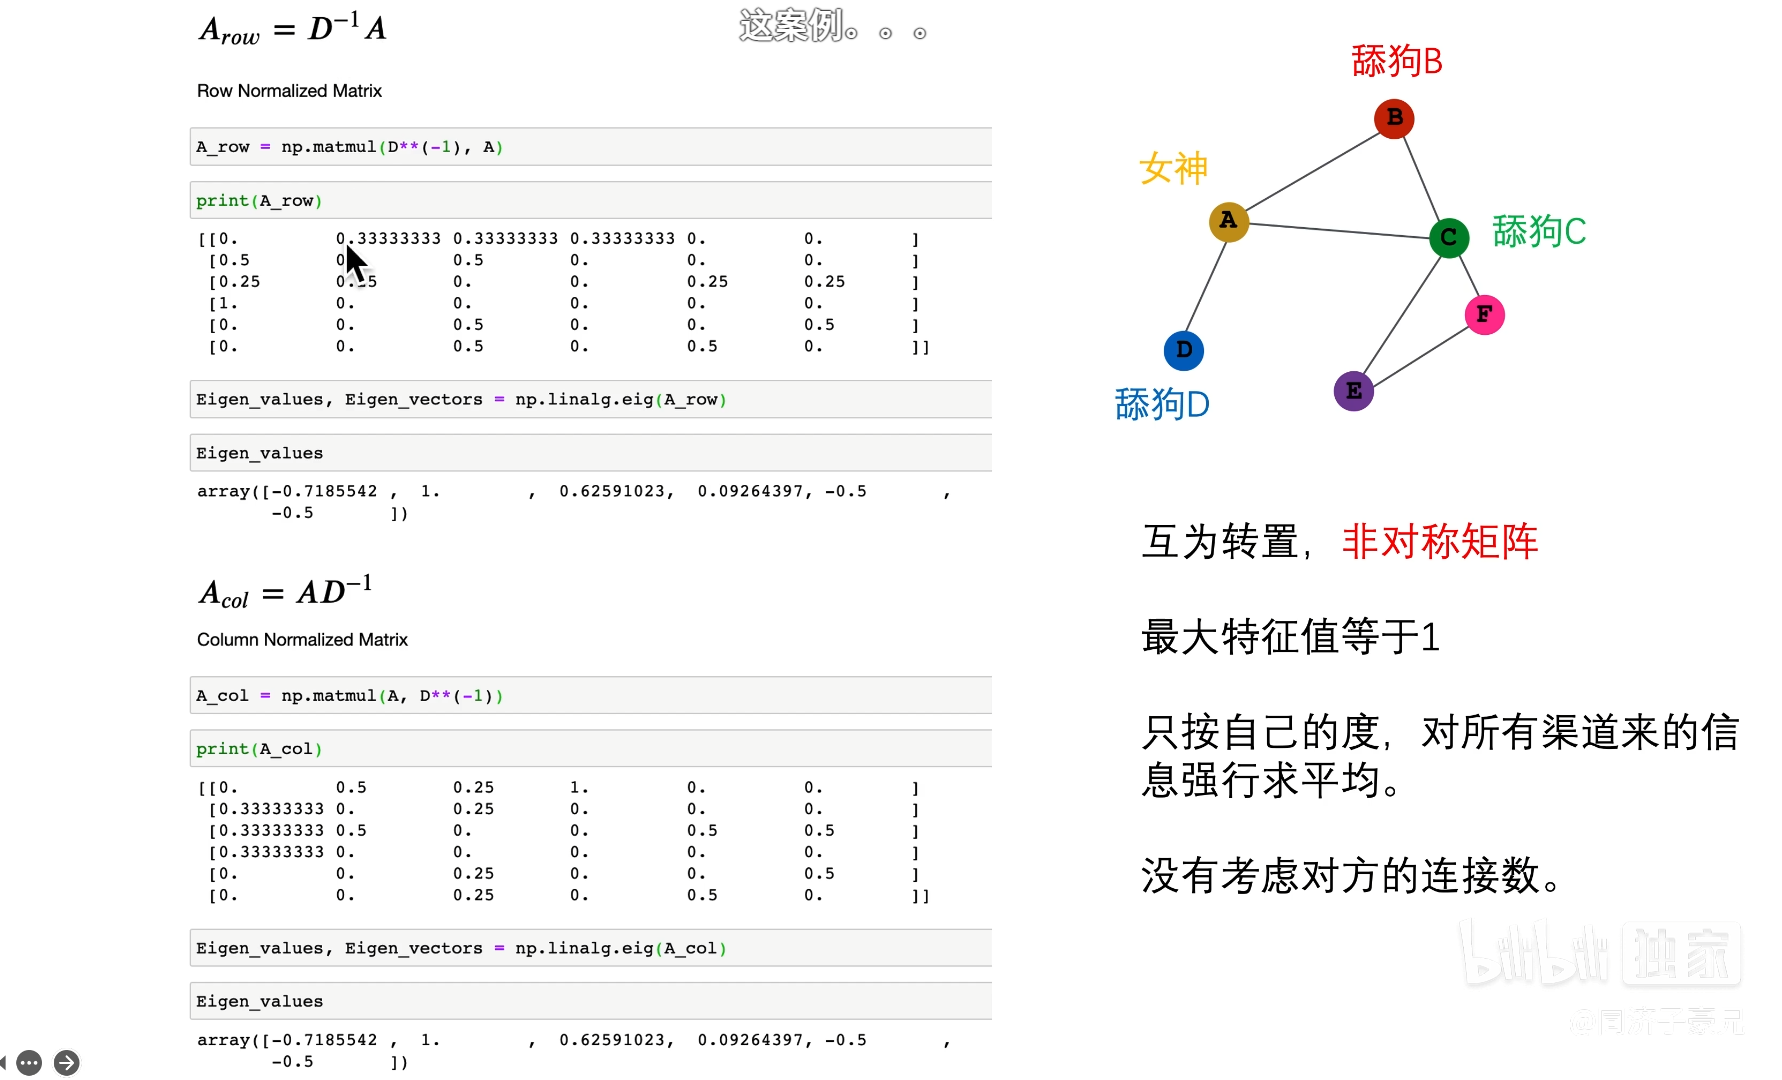 A_row = D^-1 A
这案例。。。
Row Normalized Matrix
A_row = np.matmul(D**(-1), A)
print(A_row)
[[0. 0.33333333 0.33333333 0.33333333 0. 0. ]
[0.5 0. 0.5 0. 0. 0. ]
[0.25 0.25 0. 0. 0.25 0.25 ]
[1. 0. 0. 0. 0. 0. ]
[0. 0. 0.5 0. 0. 0.5 ]
[0. 0. 0.5 0. 0.5 0. ]]
Eigen_values, Eigen_vectors = np.linalg.eig(A_row)
Eigen_values
array([-0.7185542 , 1. , 0.62591023, 0.09264397, -0.5 ,
-0.5 ])
A_col = AD^-1
Column Normalized Matrix
A_col = np.matmul(A, D**(-1))
print(A_col)
[[0. 0.5 0.25 1. 0. 0. ]
[0.33333333 0. 0.25 0. 0. 0. ]
[0.33333333 0.5 0. 0. 0.5 0.5 ]
[0.33333333 0. 0. 0. 0. 0. ]
[0. 0. 0.25 0. 0. 0.5 ]
[0. 0. 0.25 0. 0.5 0. ]]
Eigen_values, Eigen_vectors = np.linalg.eig(A_col)
Eigen_values
array([-0.7185542 , 1. , 0.62591023, 0.09264397, -0.5 ,
-0.5 ])
舔狗B
B
女神
A
舔狗C
C
F
D
E
舔狗D
互为转置，非对称矩阵
最大特征值等于1
只按自己的度，对所有渠道来的信
息强行求平均。
没有考虑对方的连接数。
bilibili 独家
@同济子豪兄